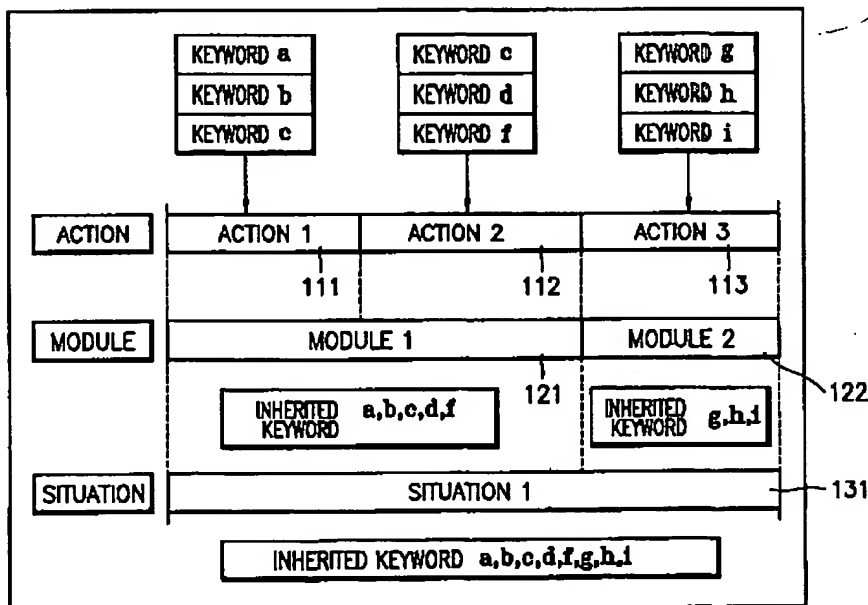 KEYWORD a KEYWORD c KEYWORD g
KEYWORD b KEYWORD d KEYWORD h
KEYWORD c KEYWORD f KEYWORD i
ACTION ACTION 1 ACTION 2 ACTION 3
111 112 113
MODULE MODULE 1 MODULE 2
121 122
INHERITED KEYWORD a,b,c,d,f INHERITED KEYWORD g,h,i
SITUATION SITUATION 1 131
INHERITED KEYWORD a,b,c,d,f,g,h,i